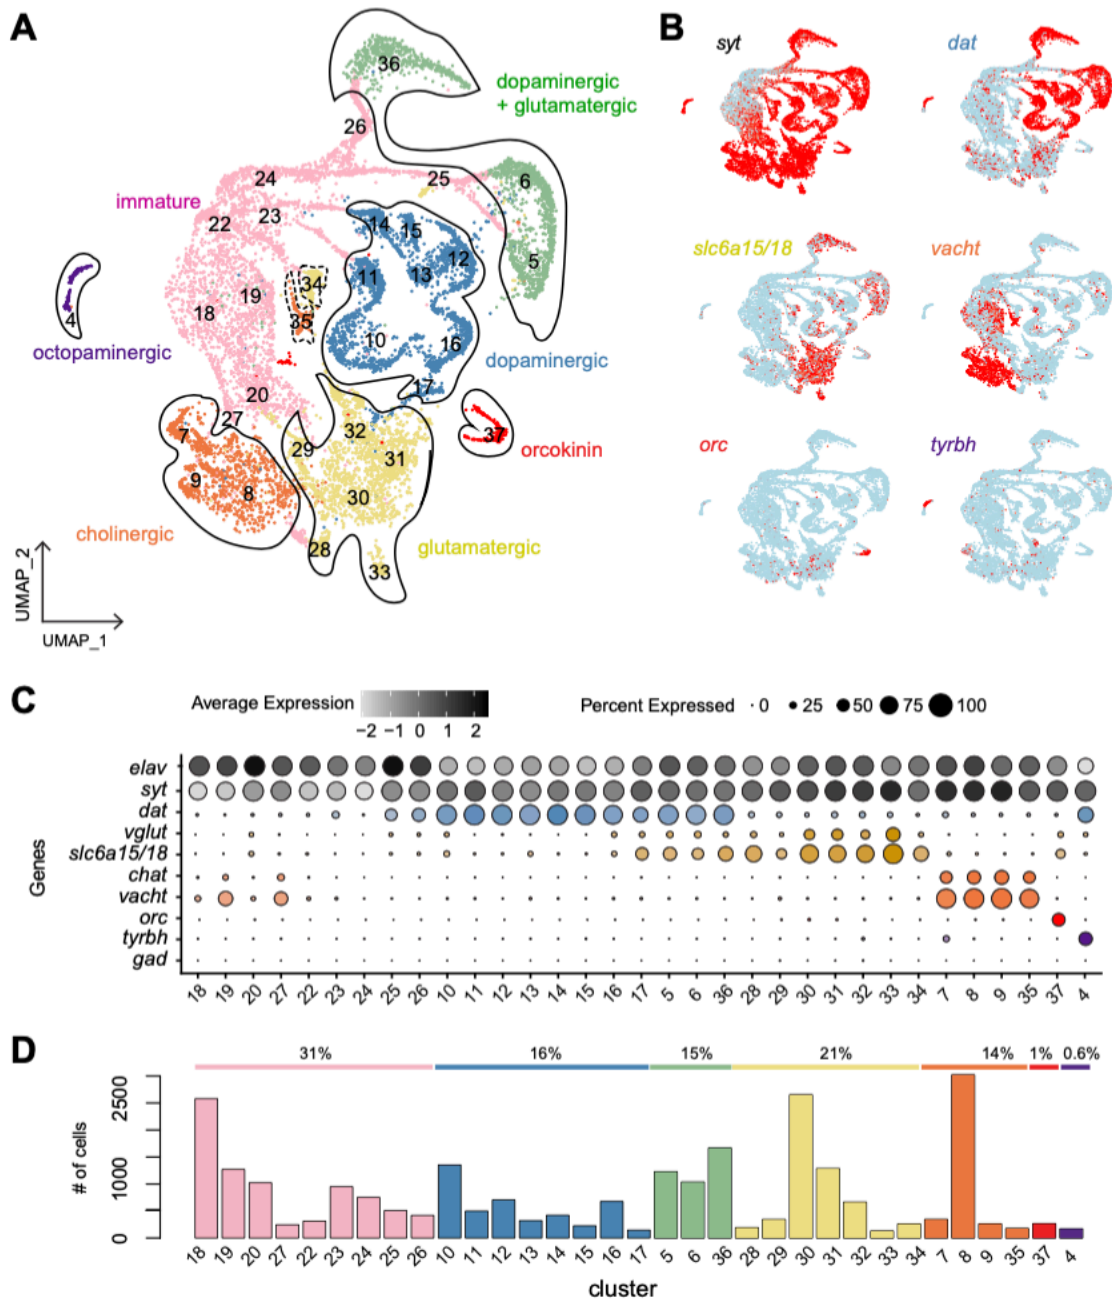 A
36
dopaminergic
+ glutamatergic
26
24
25
6
immature
22
23
14
15
12
5
11
13
34
19
18
35
10
16
4
octopaminergic
dopaminergic
17
20
27
7
32
37
29
31
orcokinin
9
8
30
cholinergic
28
glutamatergic
33
UMAP_2
UMAP_1
B
syt
dat
slc6a15/18
vacht
orc
tyrbh
C
Average Expression
−2 −1 0 1 2
Percent Expressed
0 25 50 75 100
Genes
elav
syt
dat
vglut
slc6a15/18
chat
vacht
orc
tyrbh
gad
18 19 20 27 22 23 24 25 26 10 11 12 13 14 15 16 17 5 6 36 28 29 30 31 32 33 34 7 8 9 35 37 4
D
31% 16% 15% 21% 14% 1% 0.6%
# of cells
2500
1000
0
18 19 20 27 22 23 24 25 26 10 11 12 13 14 15 16 17 5 6 36 28 29 30 31 32 33 34 7 8 9 35 37 4
cluster